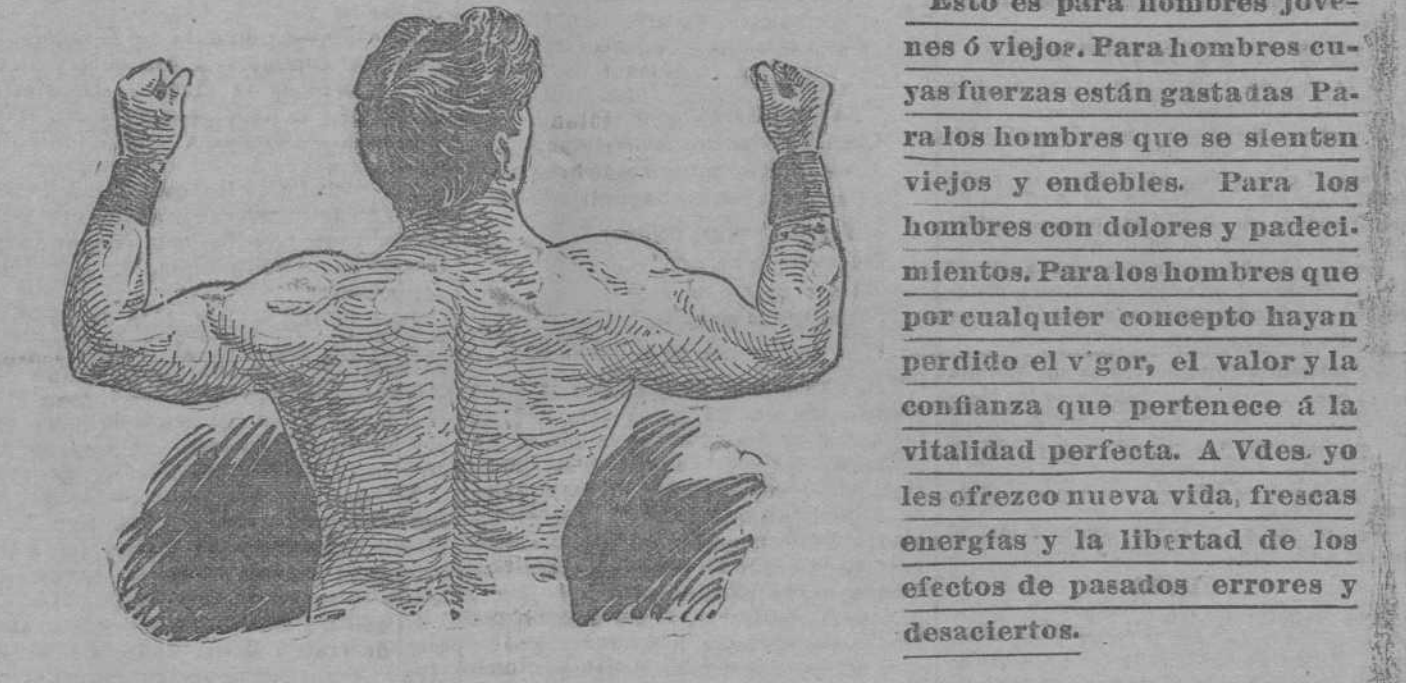 Esto es para hombres jóve-
nes ó viejos. Para hombres cu-
yas fuerzas están gastadas Pa-
ra los hombres que se sienten
viejos y endebles. Para los
hombres con dolores y padeci-
mientos. Para los hombres que
por cualquier concepto hayan
perdido el v gor, el valor y la
confianza que pertenece á la
vitalidad perfecta. A Vdes. yo
les ofrezco nueva vida, frescas
energías y la libertad de los
efectos de pasados errores y
desaciertos.